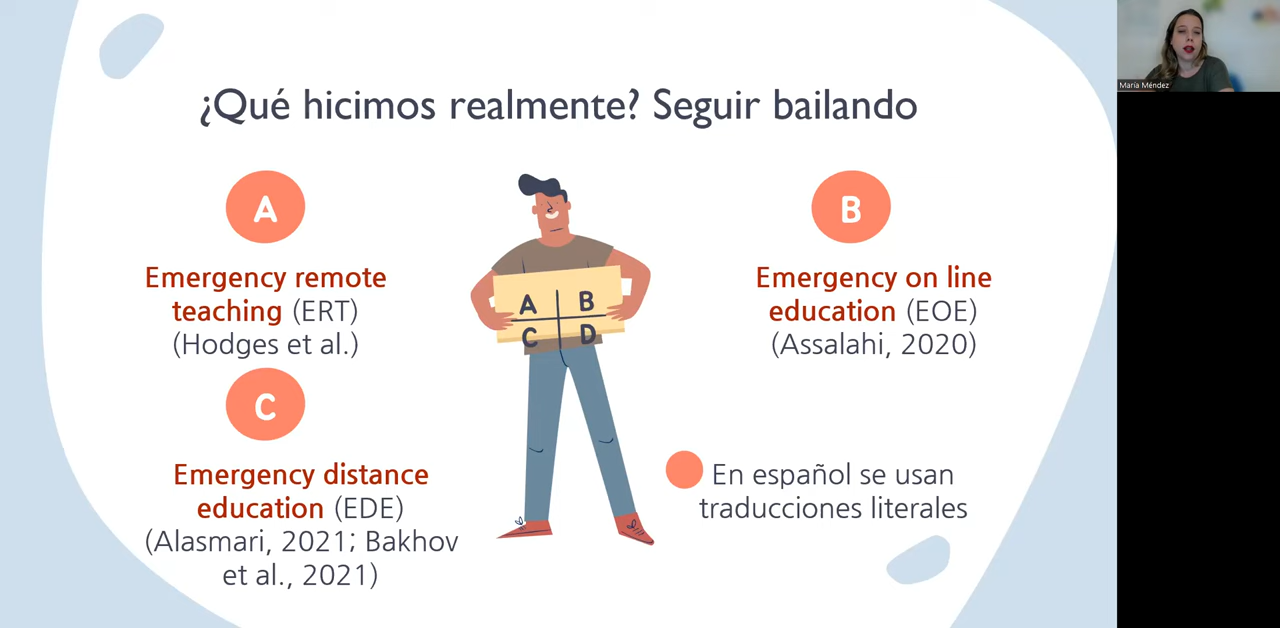 ¿Qué hicimos realmente? Seguir bailando
A
Emergency remote
teaching (ERT)
(Hodges et al.)
B
Emergency on line
education (EOE)
(Assalahi, 2020)
C
Emergency distance
education (EDE)
(Alasmari, 2021; Bakhov
et al., 2021)
A B
C D
En español se usan
traducciones literales
María Méndez